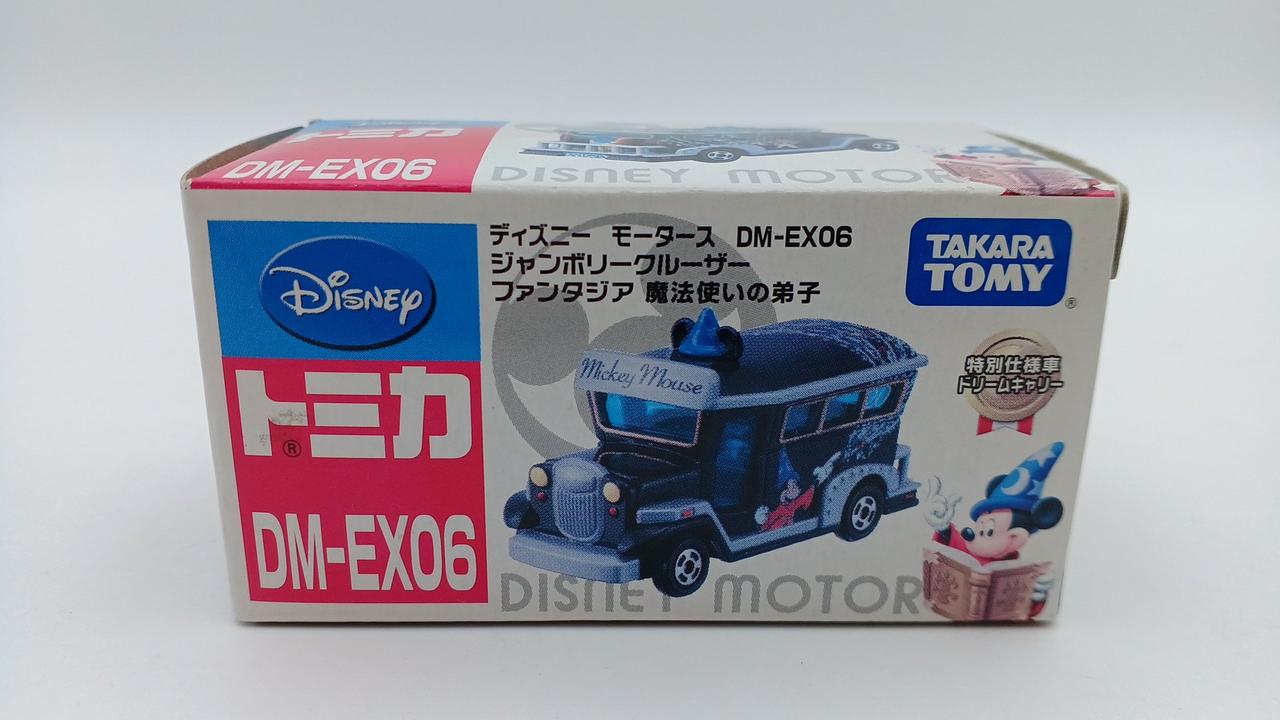 トミカ
DM-EX06
DISNEY MOTOR
Disney
トミカ
®
DM-EX06
ディズニー モータース DM-EX06
ジャンボリークルーザー
ファンタジア 魔法使いの弟子
TAKARA
TOMY
®
特別仕様車
ドリームキャリー
Mickey Mouse
DISNEY MOTOR